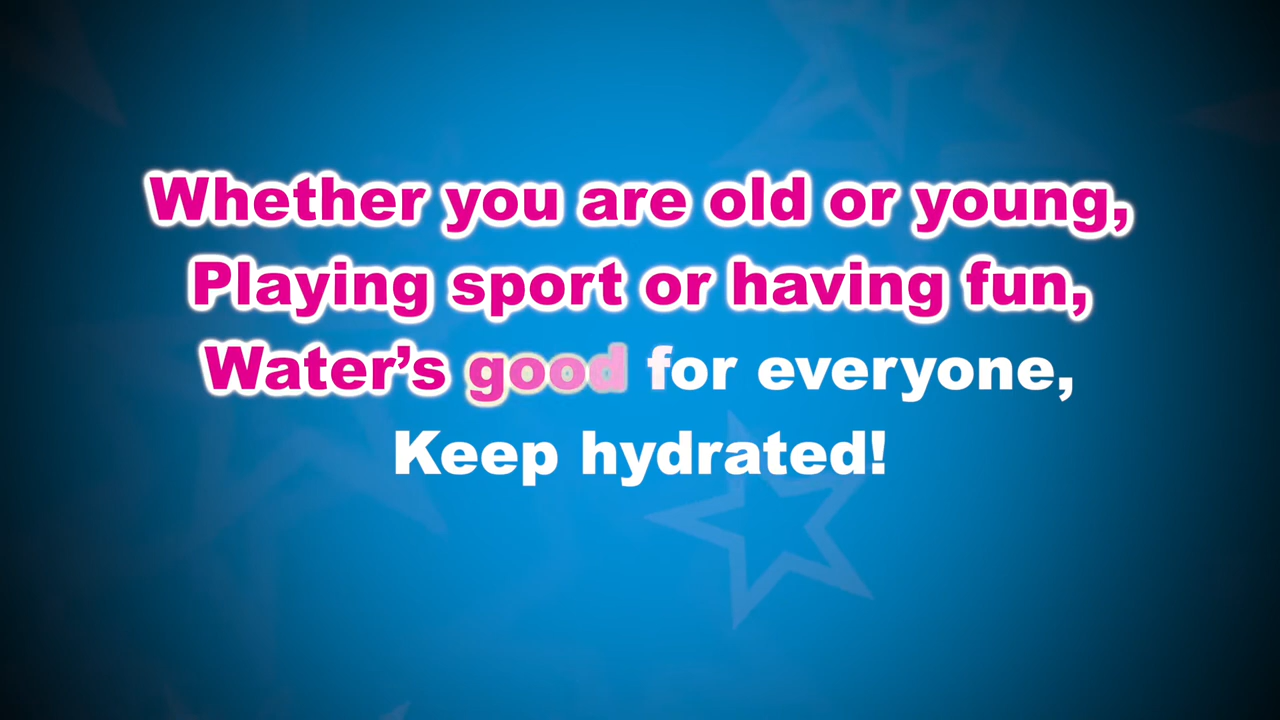 Whether you are old or young,
Playing sport or having fun,
Water’s good for everyone,
Keep hydrated!